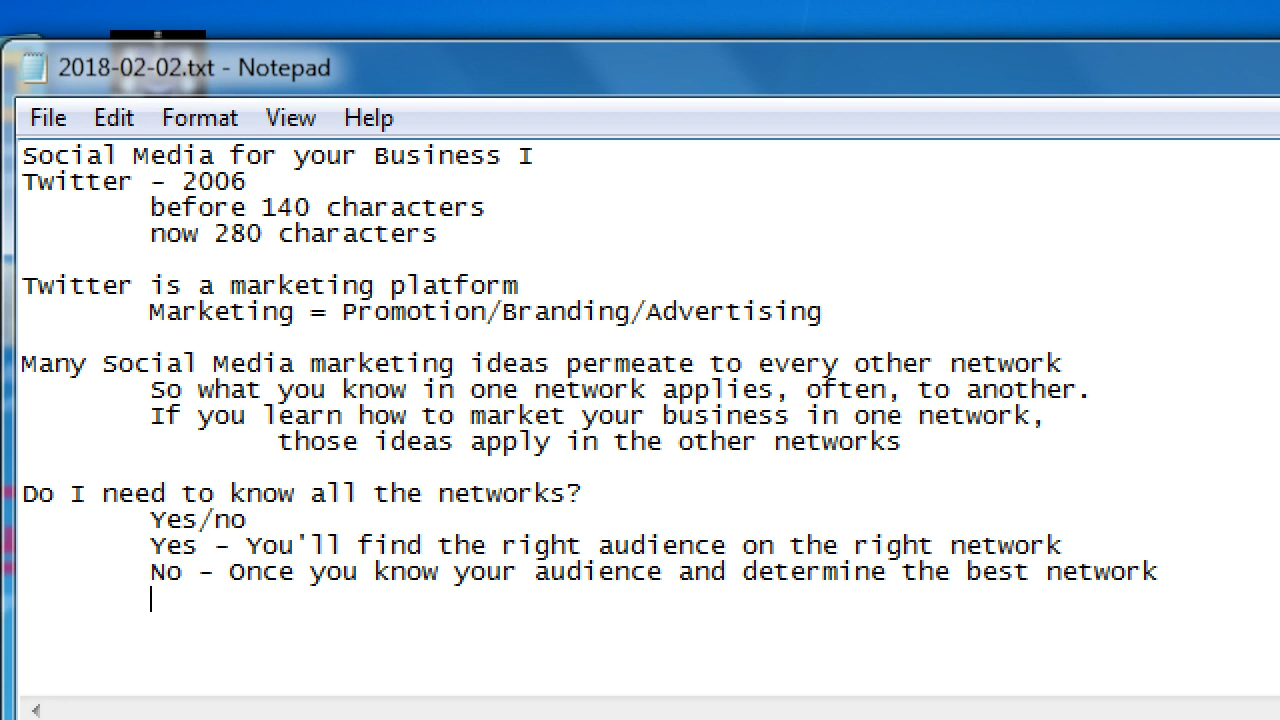 2018-02-02.txt - Notepad
File Edit Format View Help
Social Media for your Business I
Twitter - 2006
before 140 characters
now 280 characters
Twitter is a marketing platform
Marketing = Promotion/Branding/Advertising
Many Social Media marketing ideas permeate to every other network
So what you know in one network applies, often, to another.
If you learn how to market your business in one network,
those ideas apply in the other networks
Do I need to know all the networks?
Yes/no
Yes - You'll find the right audience on the right network
No - Once you know your audience and determine the best network